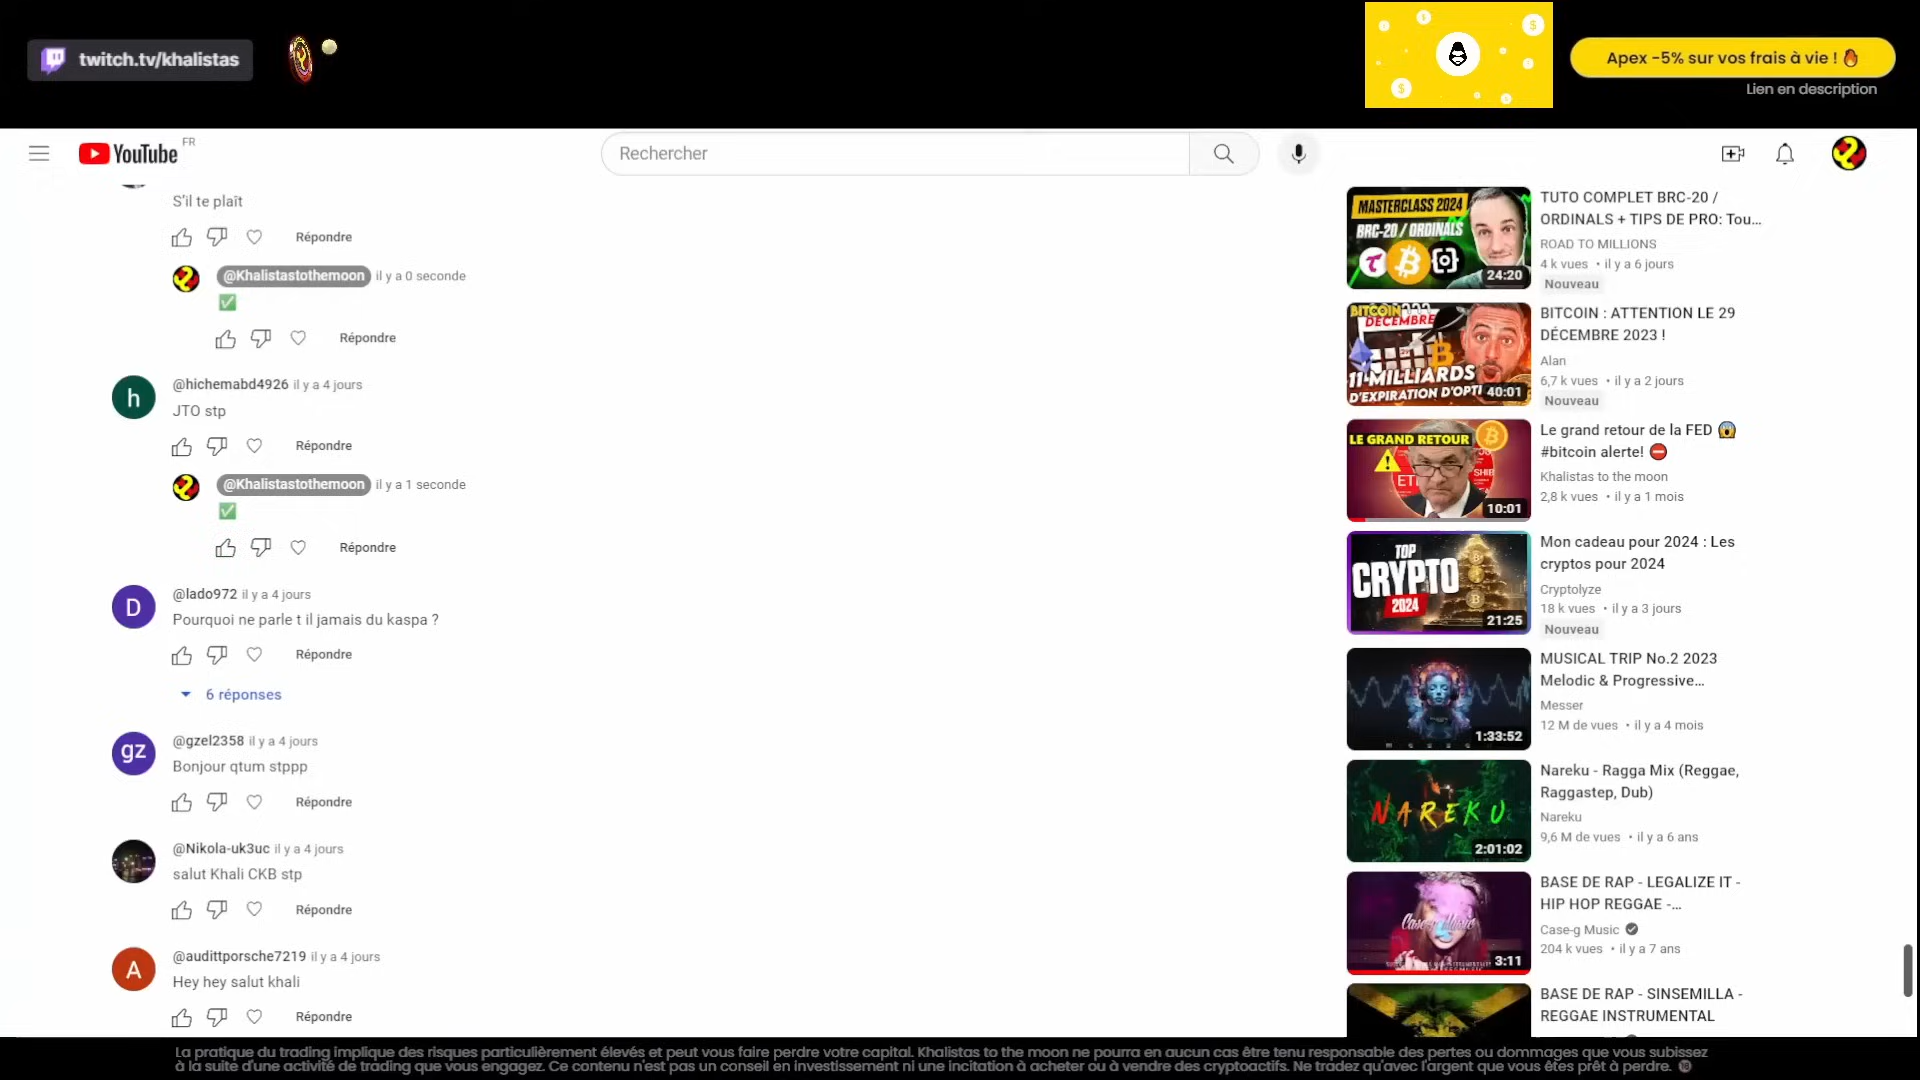 twitch.tv/khalistas
Apex -5% sur vos frais à vie ! 🔥
Lien en description
YouTube FR
Rechercher
S'il te plaît
Répondre
@Khalistastothemoon il y a 0 seconde
✅
Répondre
@hichemabd4926 il y a 4 jours
JTO stp
Répondre
@Khalistastothemoon il y a 1 seconde
✅
Répondre
@lado972 il y a 4 jours
Pourquoi ne parle t il jamais du kaspa ?
Répondre
6 réponses
@gzel2358 il y a 4 jours
Bonjour qtum stppp
Répondre
@Nikola-uk3uc il y a 4 jours
salut Khali CKB stp
Répondre
@audittporsche7219 il y a 4 jours
Hey hey salut khali
Répondre
h
D
gz
A
MASTERCLASS 2024
BRC-20 / ORDINALS
24:20
TUTO COMPLET BRC-20 /
ORDINALS + TIPS DE PRO: Tou...
ROAD TO MILLIONS
4 k vues • il y a 6 jours
Nouveau
BITCOIN
DÉCEMBRE
11 MILLIARDS
D'EXPIRATION D'OPTI
40:01
BITCOIN : ATTENTION LE 29
DÉCEMBRE 2023 !
Alan
6,7 k vues • il y a 2 jours
Nouveau
LE GRAND RETOUR
10:01
Le grand retour de la FED 😱
#bitcoin alerte! ⛔
Khalistas to the moon
2,8 k vues • il y a 1 mois
TOP
CRYPTO
2024
21:25
Mon cadeau pour 2024 : Les
cryptos pour 2024
Cryptolyze
18 k vues • il y a 3 jours
Nouveau
1:33:52
MUSICAL TRIP No.2 2023
Melodic & Progressive...
Messer
12 M de vues • il y a 4 mois
NAREKU
2:01:02
Nareku - Ragga Mix (Reggae,
Raggastep, Dub)
Nareku
9,6 M de vues • il y a 6 ans
Case-g Music
3:11
BASE DE RAP - LEGALIZE IT -
HIP HOP REGGAE -...
Case-g Music
204 k vues • il y a 7 ans
BASE DE RAP - SINSEMILLA -
REGGAE INSTRUMENTAL
La pratique du trading implique des risques particulièrement élevés et peut vous faire perdre votre capital. Khalistas to the moon ne pourra en aucun cas être tenu responsable des pertes ou dommages que vous subissez
à la suite d'une activité de trading que vous engagez. Ce contenu n'est pas un conseil en investissement ni une incitation à acheter ou à vendre des cryptoactifs. Ne tradez qu'avec l'argent que vous êtes prêt à perdre. 🔞